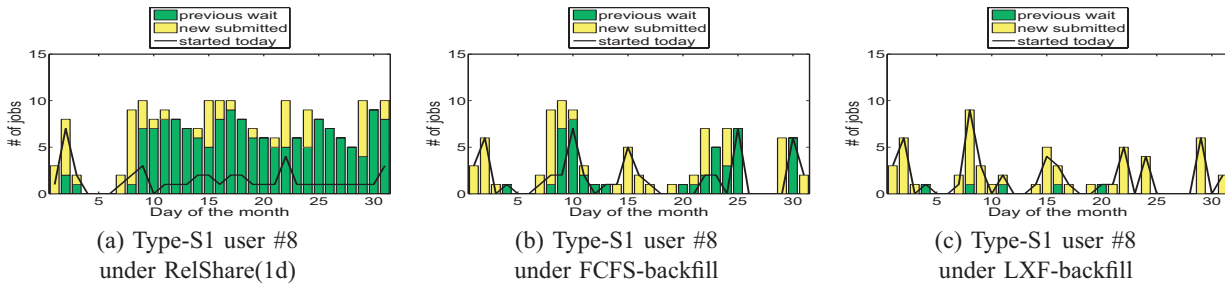 previous wait
new submitted
started today
15
10
5
0
# of jobs
5 10 15 20 25 30
Day of the month
(a) Type-S1 user #8
under RelShare(1d)
previous wait
new submitted
started today
15
10
5
0
# of jobs
5 10 15 20 25 30
Day of the month
(b) Type-S1 user #8
under FCFS-backfill
previous wait
new submitted
started today
15
10
5
0
# of jobs
5 10 15 20 25 30
Day of the month
(c) Type-S1 user #8
under LXF-backfill